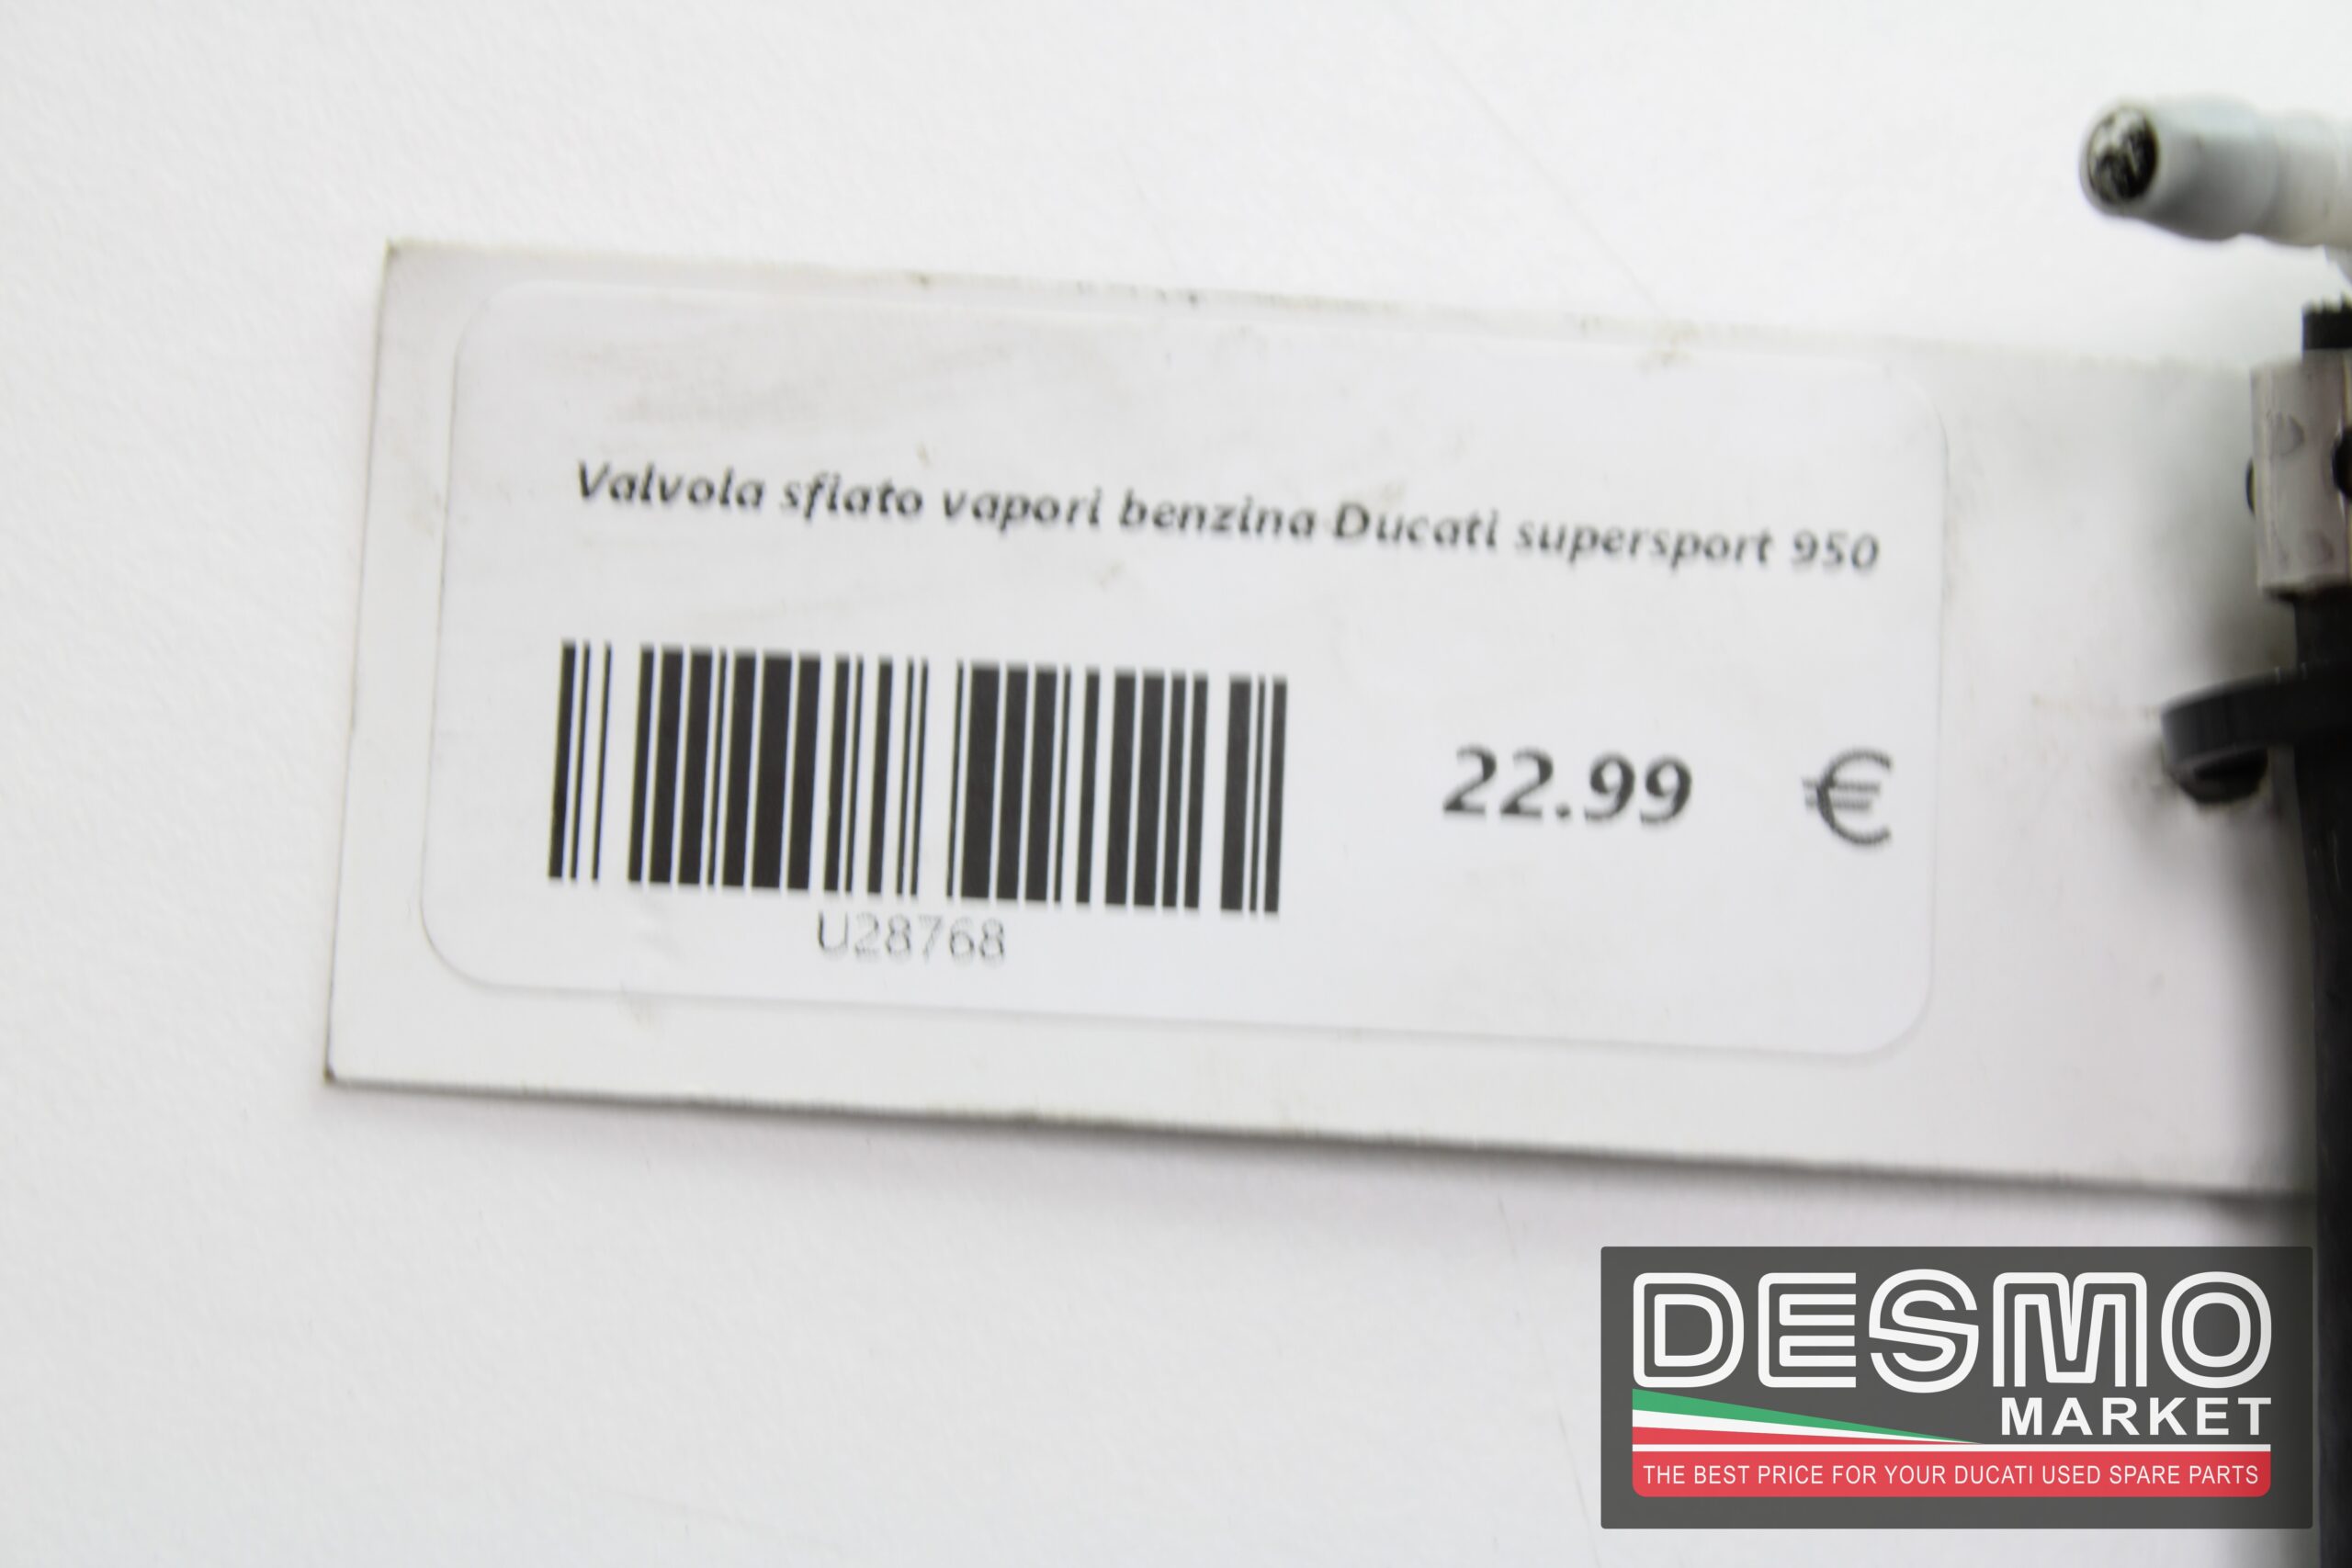 Valvola sfiato vapori benzina Ducati supersport 950
22.99 €
U28768
DESMO
MARKET
THE BEST PRICE FOR YOUR DUCATI USED SPARE PARTS